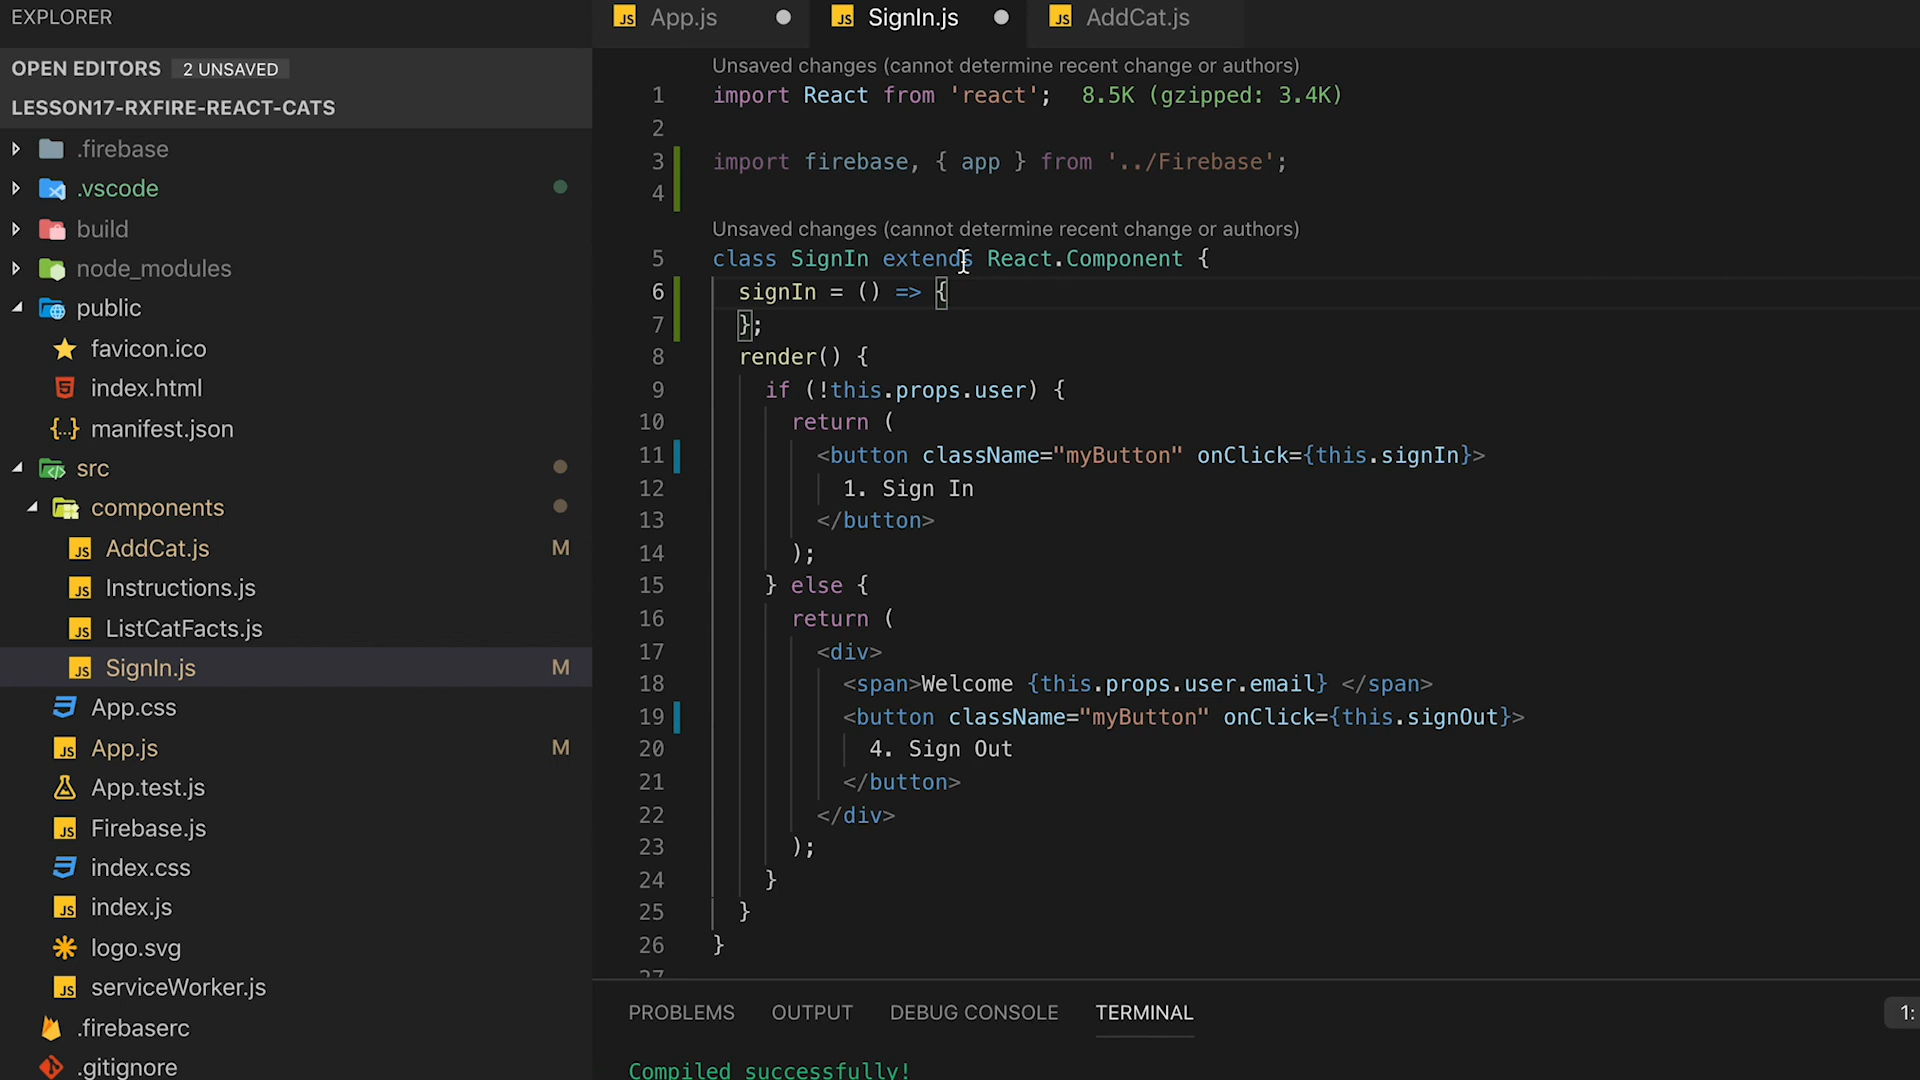 EXPLORER
OPEN EDITORS 2 UNSAVED
LESSON17-RXFIRE-REACT-CATS
.firebase
.vscode
build
node_modules
public
favicon.ico
index.html
manifest.json
src
components
AddCat.js M
Instructions.js
ListCatFacts.js
SignIn.js M
App.css
App.js M
App.test.js
Firebase.js
index.css
index.js
logo.svg
serviceWorker.js
.firebaserc
.gitignore
JS App.js JS SignIn.js JS AddCat.js
Unsaved changes (cannot determine recent change or authors)
1 import React from 'react'; 8.5K (gzipped: 3.4K)
2
3 import firebase, { app } from '../Firebase';
4
Unsaved changes (cannot determine recent change or authors)
5 class SignIn extends React.Component {
6 signIn = () => {
7 };
8 render() {
9 if (!this.props.user) {
10 return (
11 <button className="myButton" onClick={this.signIn}>
12 1. Sign In
13 </button>
14 );
15 } else {
16 return (
17 <div>
18 <span>Welcome {this.props.user.email} </span>
19 <button className="myButton" onClick={this.signOut}>
20 4. Sign Out
21 </button>
22 </div>
23 );
24 }
25 }
26 }
27
PROBLEMS OUTPUT DEBUG CONSOLE TERMINAL 1:
Compiled successfully!